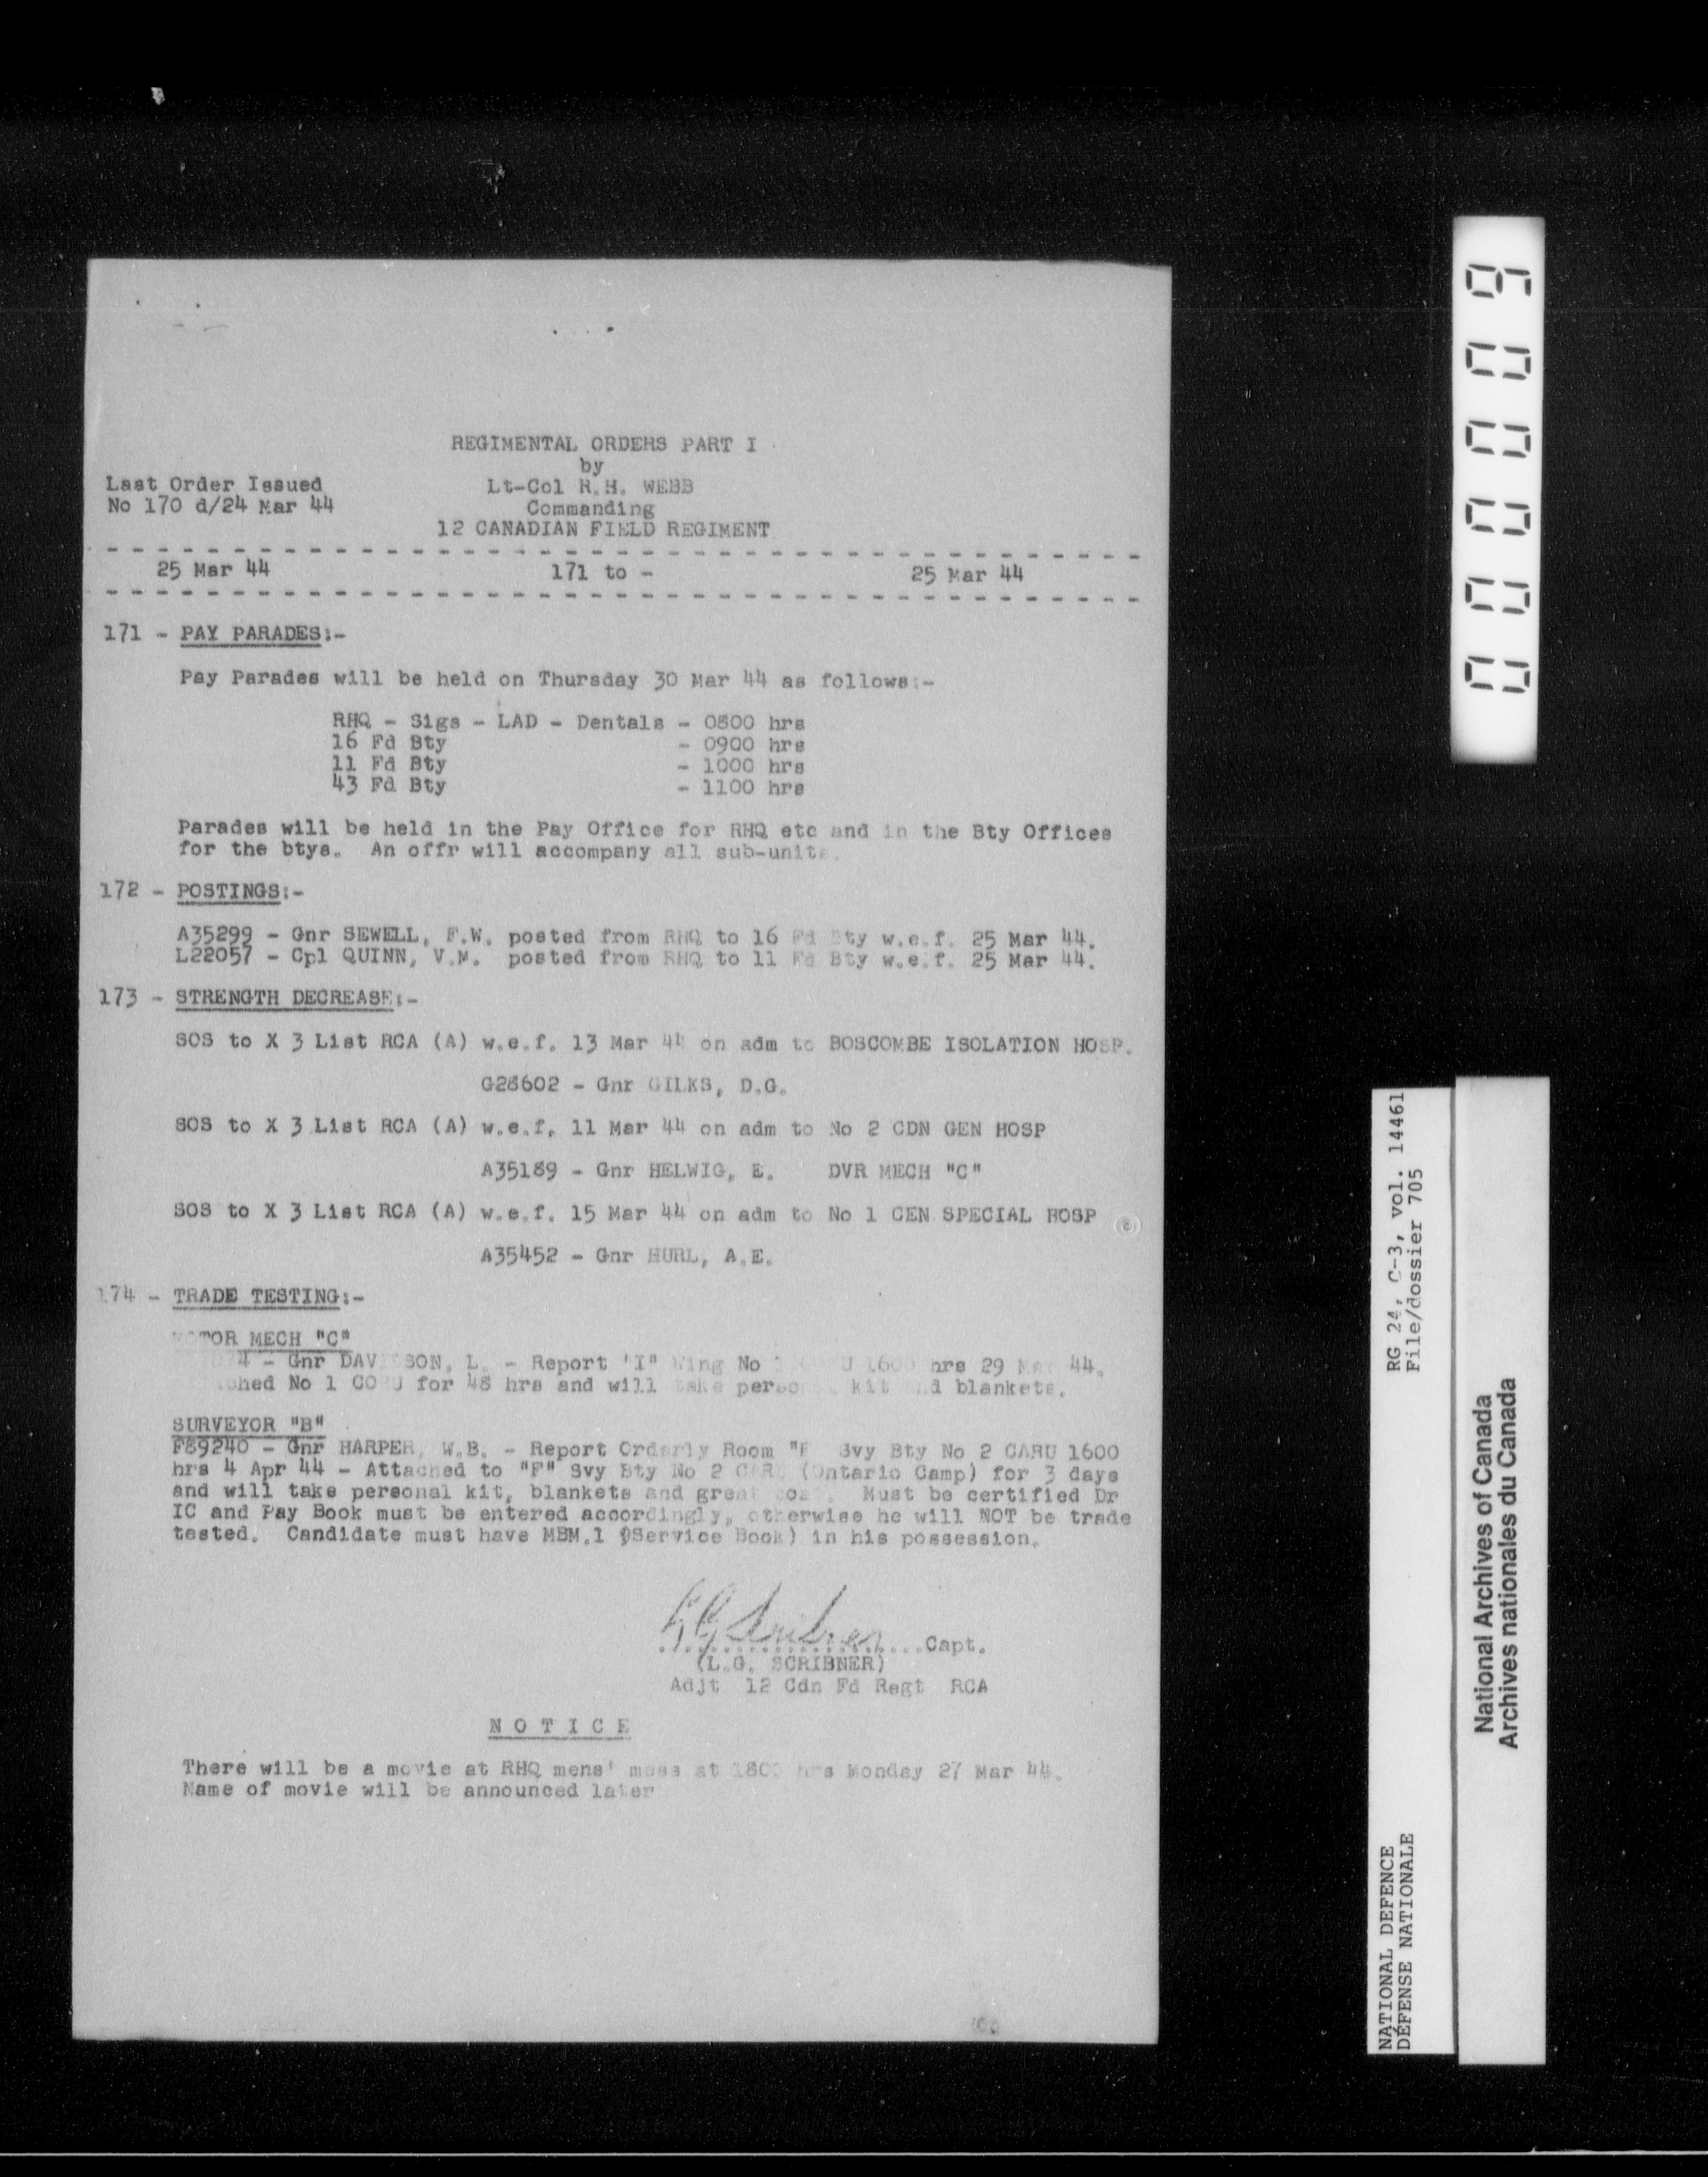 REGIMENTAL ORDERS PART I
by
Last Order Issued Lt-Col R.H. WEBB
No 170 d/24 Mar 44 Commanding
12 CANADIAN FIELD REGIMENT
25 Mar 44 171 to - 25 Mar 44
171 - PAY PARADES:-
Pay Parades will be held on Thursday 30 Mar 44 as follows:-
RHQ - Sigs - LAD - Dentals - 0800 hrs
16 Fd Bty - 0900 hrs
11 Fd Bty - 1000 hrs
43 Fd Bty - 1100 hrs
Parades will be held in the Pay Office for RHQ etc and in the Bty Offices
for the btys. An offr will accompany all sub-units.
172 - POSTINGS:-
A35299 - Gnr SEWELL, F.W. posted from RHQ to 16 Fd Bty w.e.f. 25 Mar 44.
L22057 - Cpl QUINN, V.M. posted from RHQ to 11 Fd Bty w.e.f. 25 Mar 44.
173 - STRENGTH DECREASE:-
SOS to X 3 List RCA (A) w.e.f. 13 Mar 44 on adm to BOSCOMBE ISOLATION HOSP.
G28602 - Gnr GILKS, D.G.
SOS to X 3 List RCA (A) w.e.f. 11 Mar 44 on adm to No 2 CDN GEN HOSP
A35189 - Gnr HELWIG, E. DVR MECH "C"
SOS to X 3 List RCA (A) w.e.f. 15 Mar 44 on adm to No 1 GEN SPECIAL HOSP
A35452 - Gnr HURL, A.E.
174 - TRADE TESTING:-
MOTOR MECH "C"
- Gnr DAVIDSON, L. - Report "I" Wing No 1600 hrs 29 Mar 44.
No 1 for 48 hrs and will take personal kit and blankets.
SURVEYOR "B"
F89240 - Gnr HARPER, W.B. - Report Orderly Room "F" Svy Bty No 2 CARU 1600
hrs 4 Apr 44 - Attached to "F" Svy Bty No 2 CARU (Ontario Camp) for 3 days
and will take personal kit, blankets and great coat. Must be certified Dr
IC and Pay Book must be entered accordingly, otherwise he will NOT be trade
tested. Candidate must have MBM.1 (Service Book) in his possession.
LG Scribner Capt.
(L.G. SCRIBNER)
Adjt 12 Cdn Fd Regt RCA
N O T I C E
There will be a movie at RHQ mens' mess at 1800 hrs Monday 27 Mar 44.
Name of movie will be announced later
00009
RG 24, C-3, vol. 14461
File/dossier 705
NATIONAL DEFENCE
DÉFENSE NATIONALE
National Archives of Canada
Archives nationales du Canada